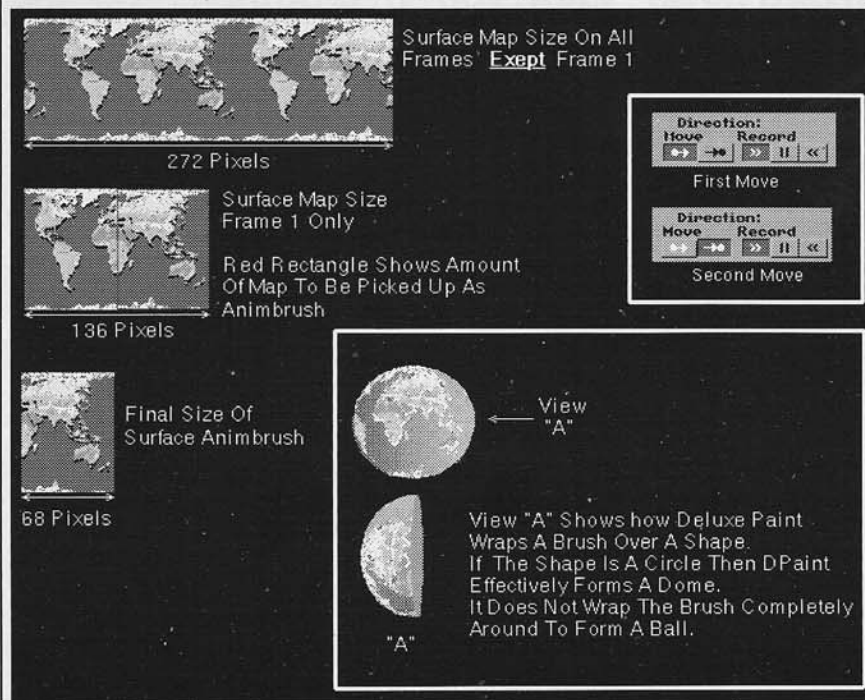 Surface Map Size On All
Frames' Exept Frame 1
272 Pixels
Direction:
Move Record
First Move
Direction:
Move Record
Second Move
Surface Map Size
Frame 1 Only
Red Rectangle Shows Amount
Of Map To Be Picked Up As
Animbrush
136 Pixels
Final Size Of
Surface Animbrush
68 Pixels
View
"A"
View "A" Shows how Deluxe Paint
Wraps A Brush Over A Shape.
If The Shape Is A Circle Then DPaint
Effectively Forms A Dome.
It Does Not Wrap The Brush Completely
Around To Form A Ball.
"A"